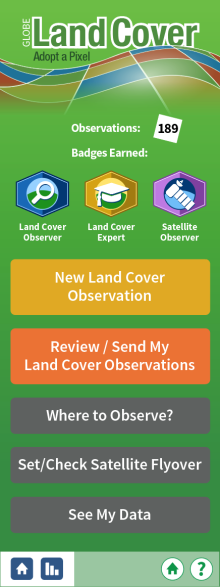 GLOBE
Land Cover
Adopt a Pixel
Observations: 189
Badges Earned:
Land Cover Observer
Land Cover Expert
Satellite Observer
New Land Cover
Observation
Review / Send My
Land Cover Observations
Where to Observe?
Set/Check Satellite Flyover
See My Data
?